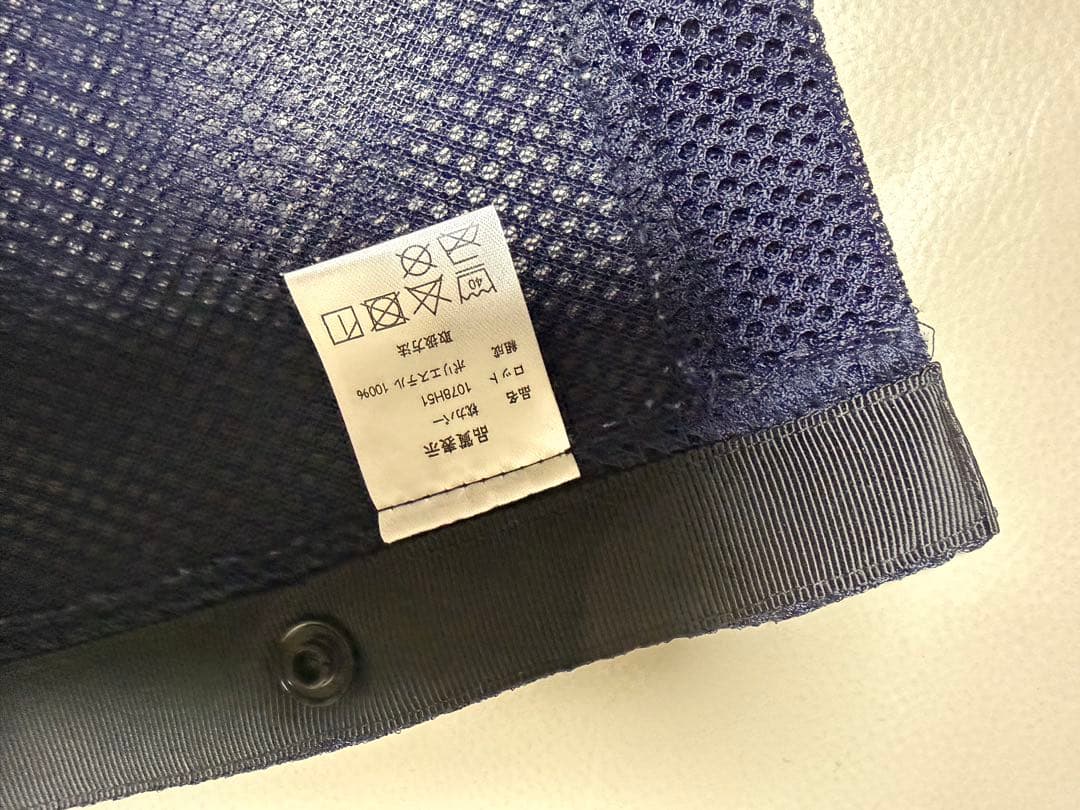 品質表示
品名 枕カバー
ロット 1078H51
組成 ポリエステル 100%
取扱方法
40